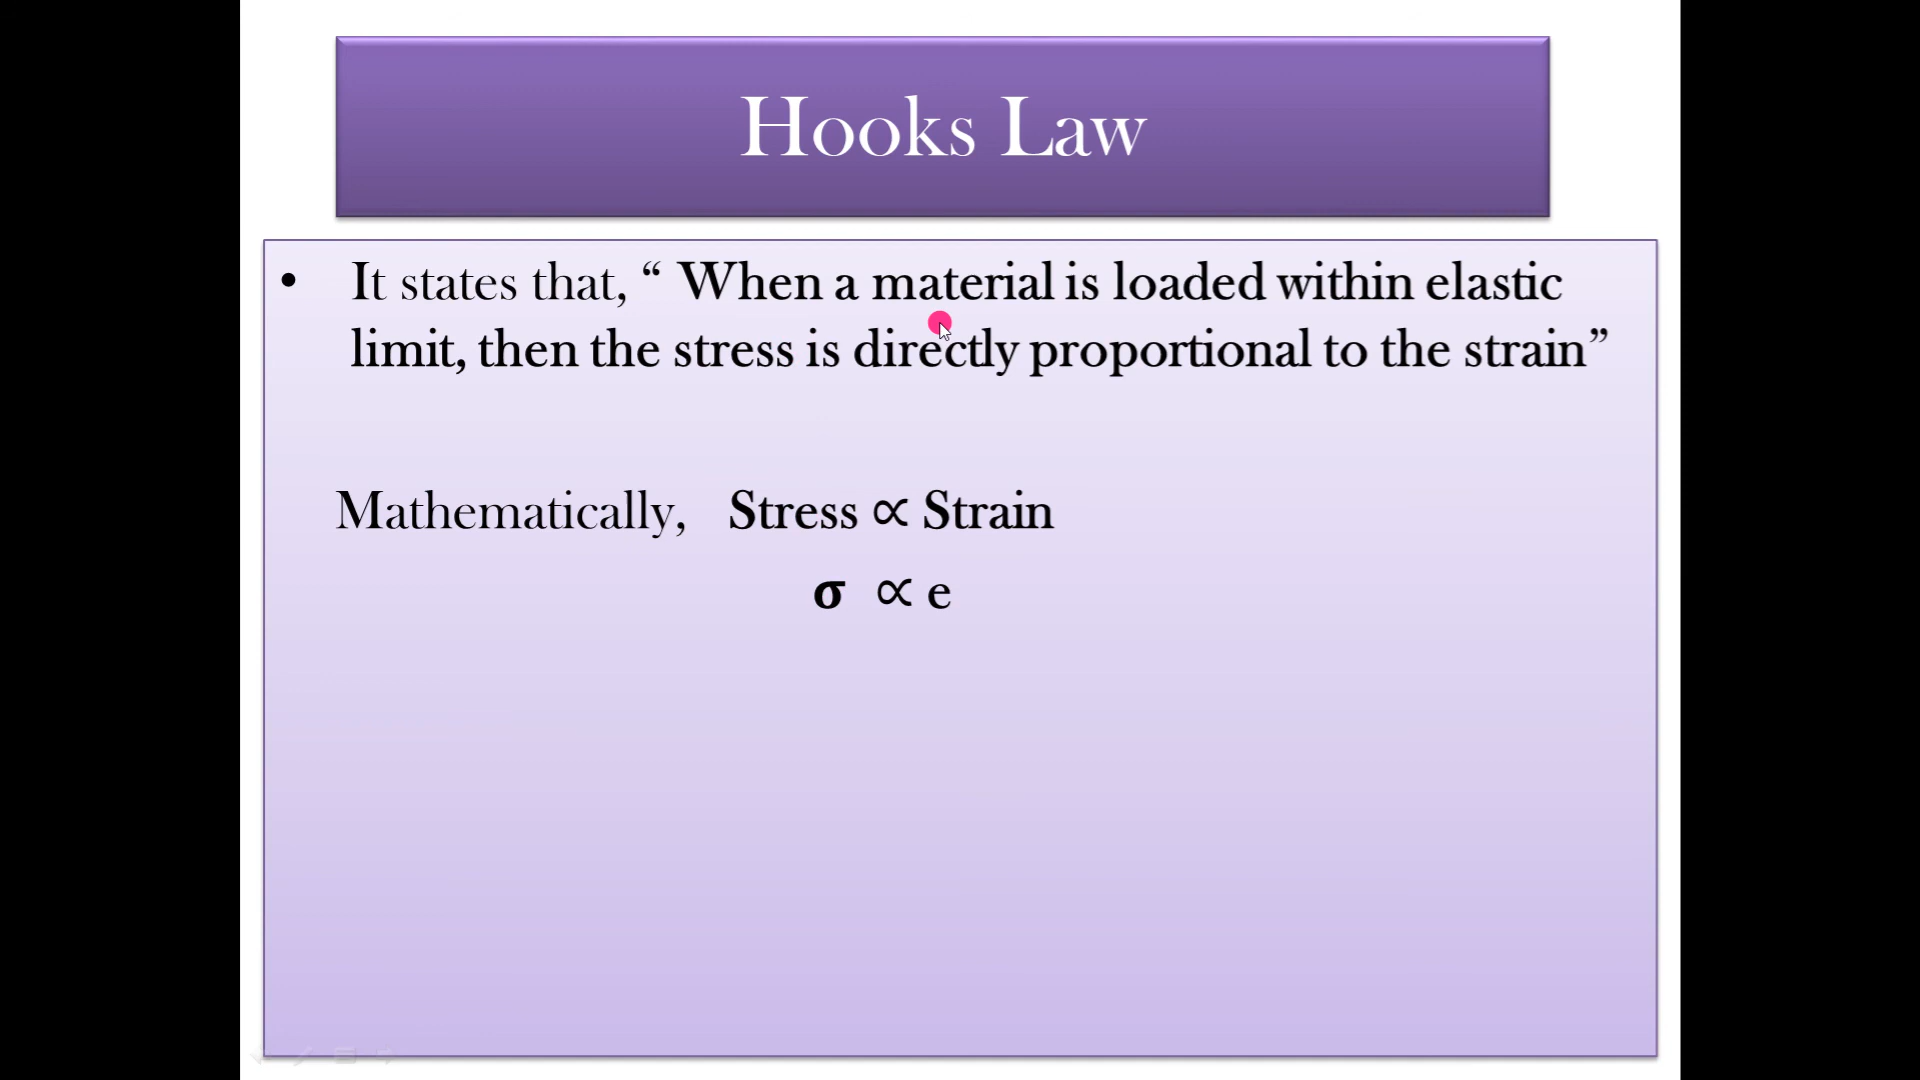 Hooks Law
• It states that, “ When a material is loaded within elastic
limit, then the stress is directly proportional to the strain”
Mathematically, Stress ∝ Strain
σ ∝ e